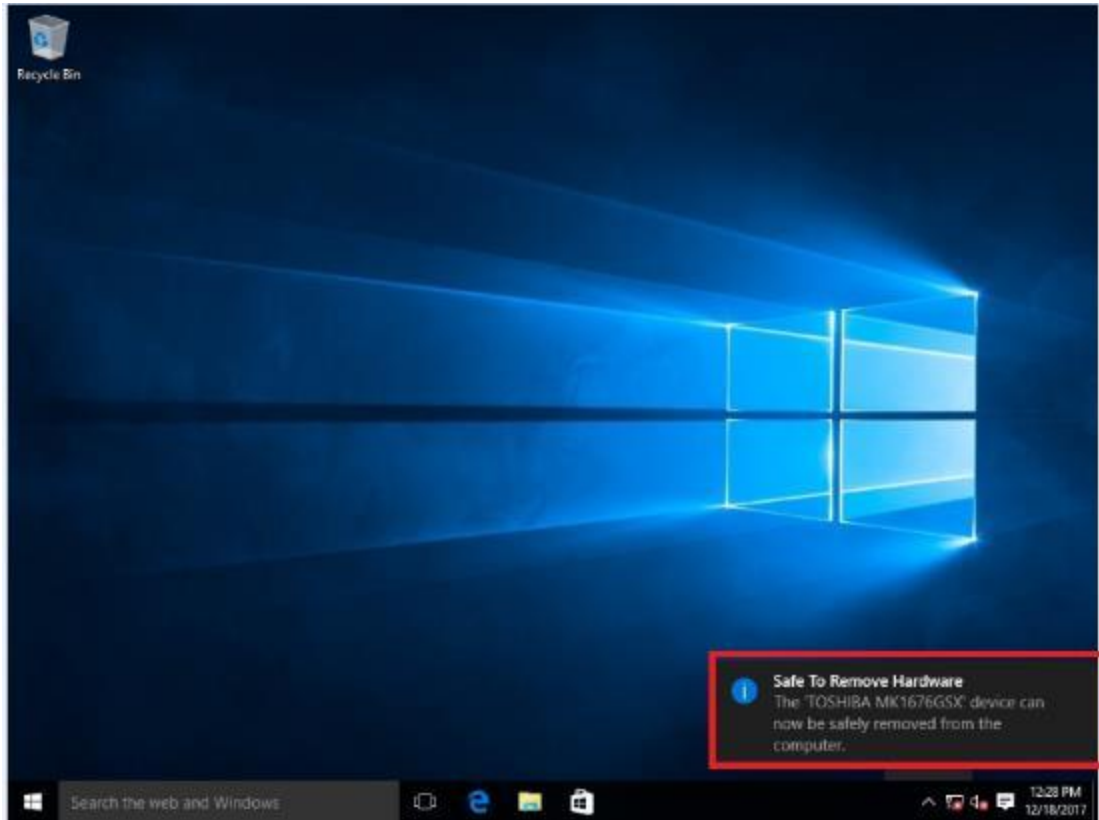 Recycle Bin
Safe To Remove Hardware
The 'TOSHIBA MK1676GSX' device can
now be safely removed from the
computer.
Search the web and Windows
12:28 PM
12/18/2017